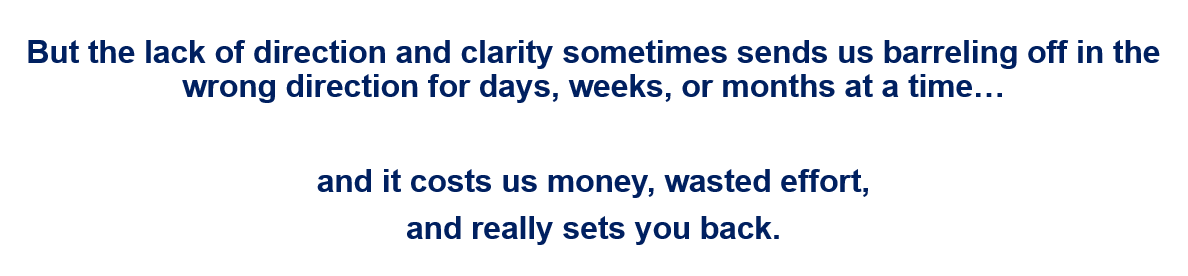 But the lack of direction and clarity sometimes sends us barreling off in the
wrong direction for days, weeks, or months at a time…
and it costs us money, wasted effort,
and really sets you back.